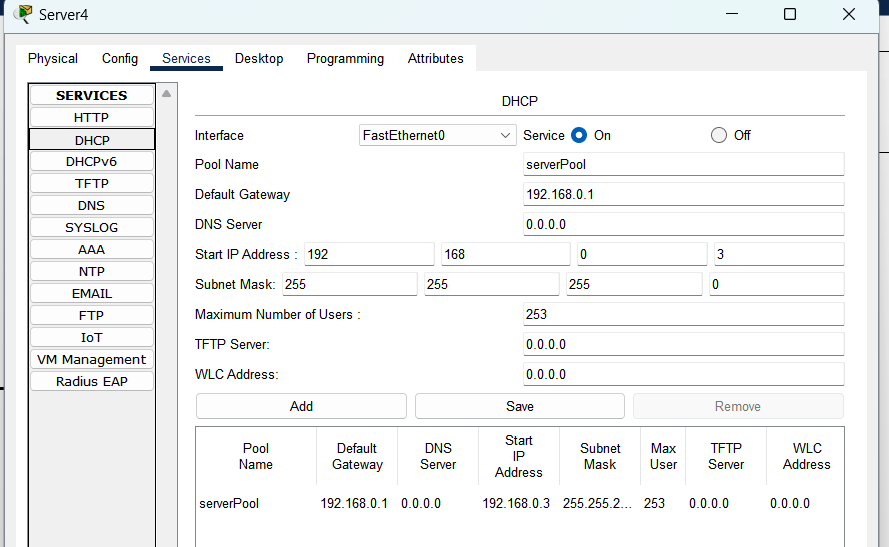 Server4
Physical Config Services Desktop Programming Attributes
SERVICES
HTTP
DHCP
DHCPv6
TFTP
DNS
SYSLOG
AAA
NTP
EMAIL
FTP
IoT
VM Management
Radius EAP
DHCP
Interface FastEthernet0 Service On Off
Pool Name serverPool
Default Gateway 192.168.0.1
DNS Server 0.0.0.0
Start IP Address : 192 168 0 3
Subnet Mask: 255 255 255 0
Maximum Number of Users : 253
TFTP Server: 0.0.0.0
WLC Address: 0.0.0.0
Add Save Remove
Pool Name Default Gateway DNS Server Start IP Address Subnet Mask Max User TFTP Server WLC Address
serverPool 192.168.0.1 0.0.0.0 192.168.0.3 255.255.2... 253 0.0.0.0 0.0.0.0